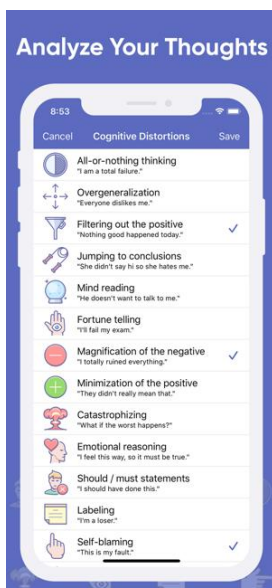 Analyze Your Thoughts
8:53
Cancel Cognitive Distortions Save
All-or-nothing thinking
"I am a total failure."
Overgeneralization
"Everyone dislikes me."
Filtering out the positive
"Nothing good happened today."
Jumping to conclusions
"She didn't say hi so she hates me."
Mind reading
"He doesn't want to talk to me."
Fortune telling
"I'll fail my exam."
Magnification of the negative
"I totally ruined everything."
Minimization of the positive
"They didn't really mean that."
Catastrophizing
"What if the worst happens?"
Emotional reasoning
"I feel this way, so it must be true."
Should / must statements
"I should have done this."
Labeling
"I'm a loser."
Self-blaming
"This is my fault."